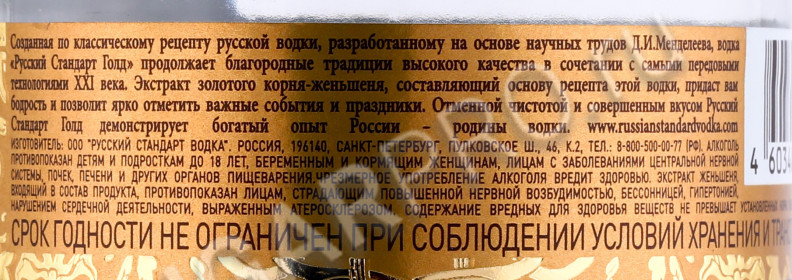 Созданная по классическому рецепту русской водки, разработанному на основе научных трудов Д.И.Менделеева, водка
«Русский Стандарт Голд» продолжает благородные традиции высокого качества в сочетании с самыми передовыми
технологиями XXI века. Экстракт золотого корня-женьшеня, составляющий основу рецепта этой водки, придаст вам
бодрость и позволит ярко отметить важные события и праздники. Отменной чистотой и совершенным вкусом Русский
Стандарт Голд демонстрирует богатый опыт России – родины водки. www.russianstandardvodka.com
ИЗГОТОВИТЕЛЬ: ООО "РУССКИЙ СТАНДАРТ ВОДКА". РОССИЯ, 196140, САНКТ-ПЕТЕРБУРГ, ПУЛКОВСКОЕ Ш., 46, К.2, ТЕЛ.: 8-800-500-00-77 (РФ). АЛКОГОЛЬ
ПРОТИВОПОКАЗАН ДЕТЯМ И ПОДРОСТКАМ ДО 18 ЛЕТ, БЕРЕМЕННЫМ И КОРМЯЩИМ ЖЕНЩИНАМ, ЛИЦАМ С ЗАБОЛЕВАНИЯМИ ЦЕНТРАЛЬНОЙ НЕРВНОЙ
СИСТЕМЫ, ПОЧЕК, ПЕЧЕНИ И ДРУГИХ ОРГАНОВ ПИЩЕВАРЕНИЯ.ЧРЕЗМЕРНОЕ УПОТРЕБЛЕНИЕ АЛКОГОЛЯ ВРЕДИТ ЗДОРОВЬЮ. ЭКСТРАКТ ЖЕНЬШЕНЯ,
ВХОДЯЩИЙ В СОСТАВ ПРОДУКТА, ПРОТИВОПОКАЗАН ЛИЦАМ, СТРАДАЮЩИМ ПОВЫШЕННОЙ НЕРВНОЙ ВОЗБУДИМОСТЬЮ, БЕССОННИЦЕЙ, ГИПЕРТОНИЕЙ,
НАРУШЕНИЕМ СЕРДЕЧНОЙ ДЕЯТЕЛЬНОСТИ, ВЫРАЖЕННЫМ АТЕРОСКЛЕРОЗОМ. СОДЕРЖАНИЕ ВРЕДНЫХ ДЛЯ ЗДОРОВЬЯ ВЕЩЕСТВ НЕ ПРЕВЫШАЕТ УСТАНОВЛЕННЫХ
СРОК ГОДНОСТИ НЕ ОГРАНИЧЕН ПРИ СОБЛЮДЕНИИ УСЛОВИЙ ХРАНЕНИЯ И
4 6034